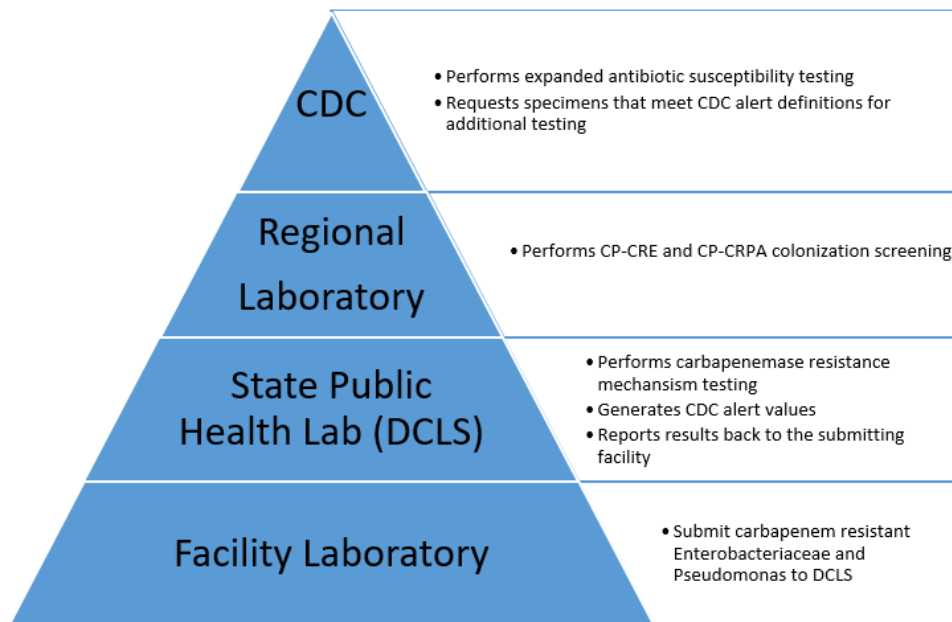 CDC
• Performs expanded antibiotic susceptibility testing
• Requests specimens that meet CDC alert definitions for
additional testing
Regional
Laboratory
• Performs CP-CRE and CP-CRPA colonization screening
State Public
Health Lab (DCLS)
• Performs carbapenemase resistance
mechansism testing
• Generates CDC alert values
• Reports results back to the submitting
facility
Facility Laboratory
• Submit carbapenem resistant
Enterobacteriaceae and
Pseudomonas to DCLS